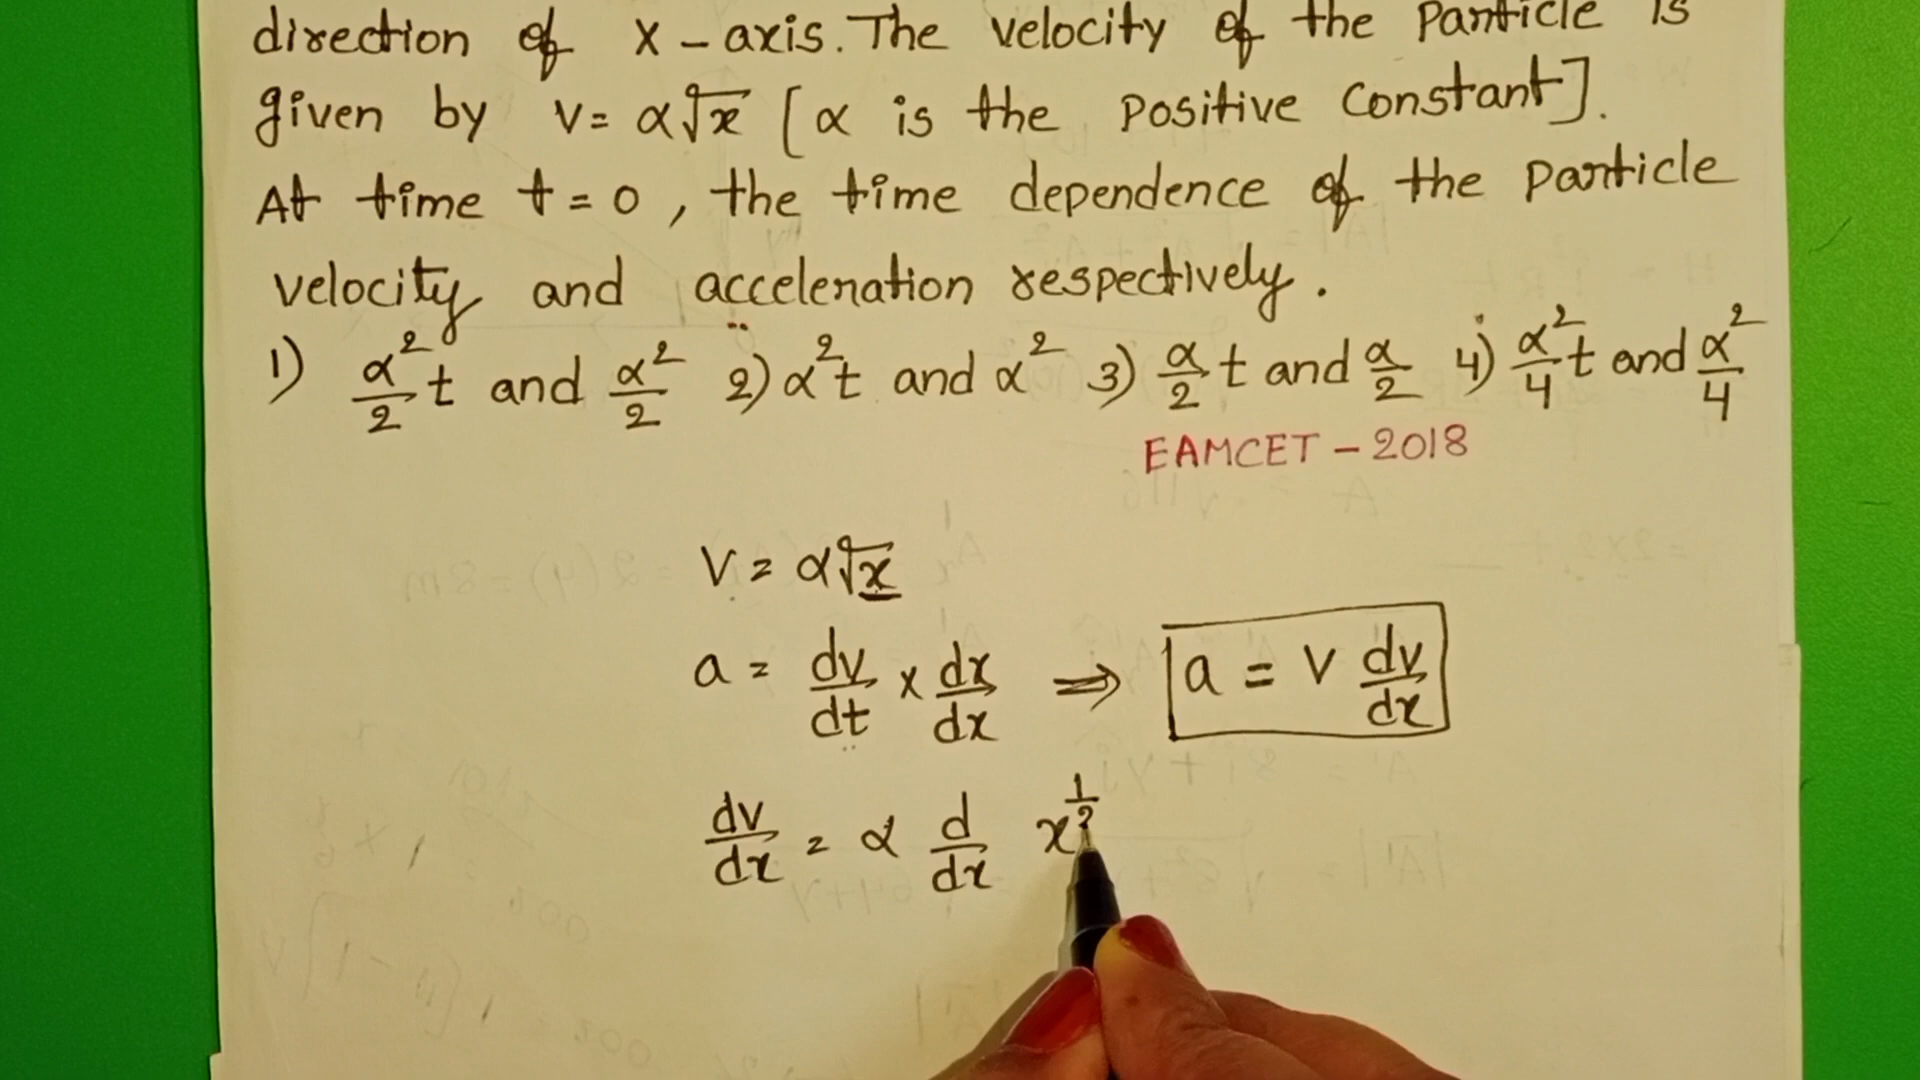 direction of x-axis. The velocity of the particle is
given by v = α√x [α is the positive constant].
At time t = 0, the time dependence of the particle
velocity and acceleration respectively.
1) α²/2 t and α²/2 2) α²t and α² 3) α/2 t and α/2 4) α²/4 t and α²/4
EAMCET - 2018
v = α√x
a = dv/dt × dx/dx ⇒ a = v dv/dx
dv/dx = α d/dx x^1/2